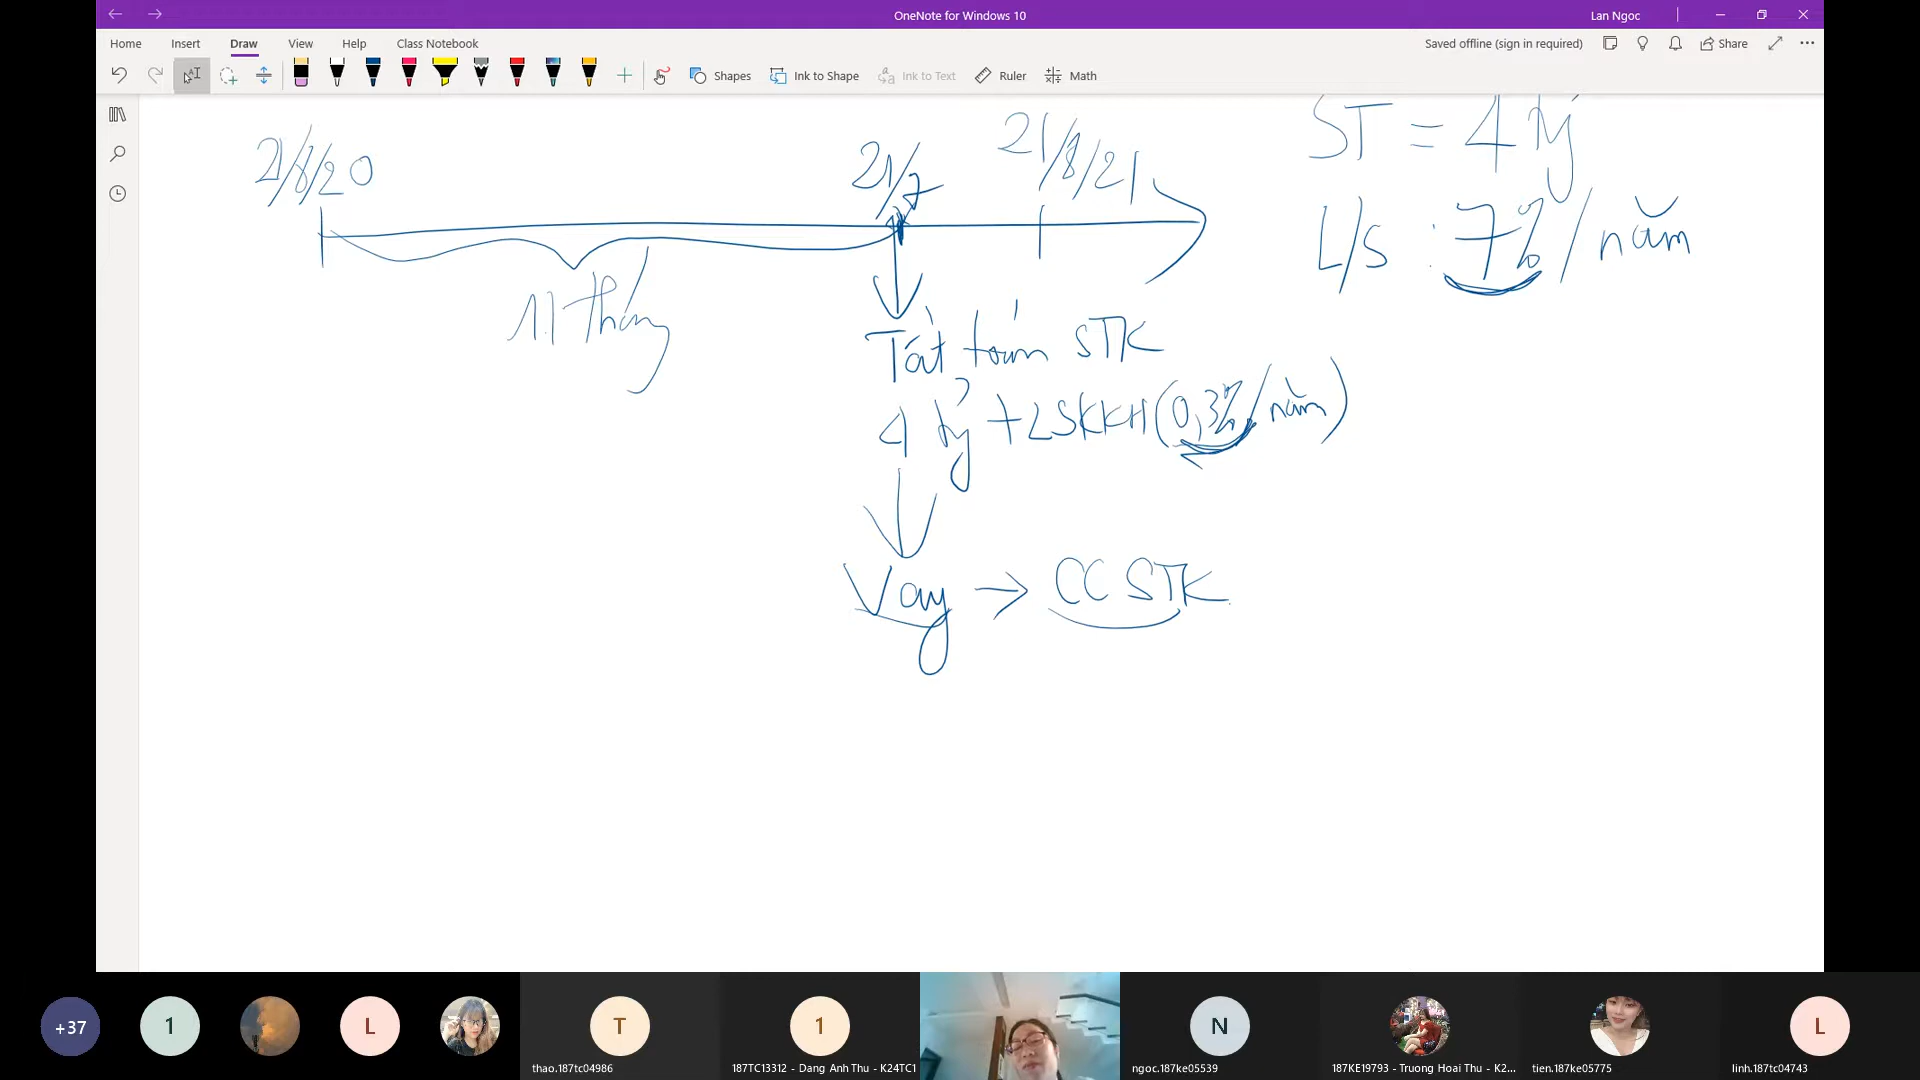 OneNote for Windows 10
Lan Ngoc
Home Insert Draw View Help Class Notebook
Saved offline (sign in required)
Share
Shapes
Ink to Shape
Ink to Text
Ruler
Math
21/8/20
21/7
21/8/21
ST = 4 tỷ
L/S : 7%/năm
11 tháng
Tất toán STK
4 tỷ + LSKKH (0,3%/năm)
Vay → CC STK
+37
1
L
T
1
N
L
thao.187tc04986
187TC13312 - Dang Anh Thu - K24TC1
ngoc.187ke05539
187KE19793 - Truong Hoai Thu - K2...
tien.187ke05775
linh.187tc04743